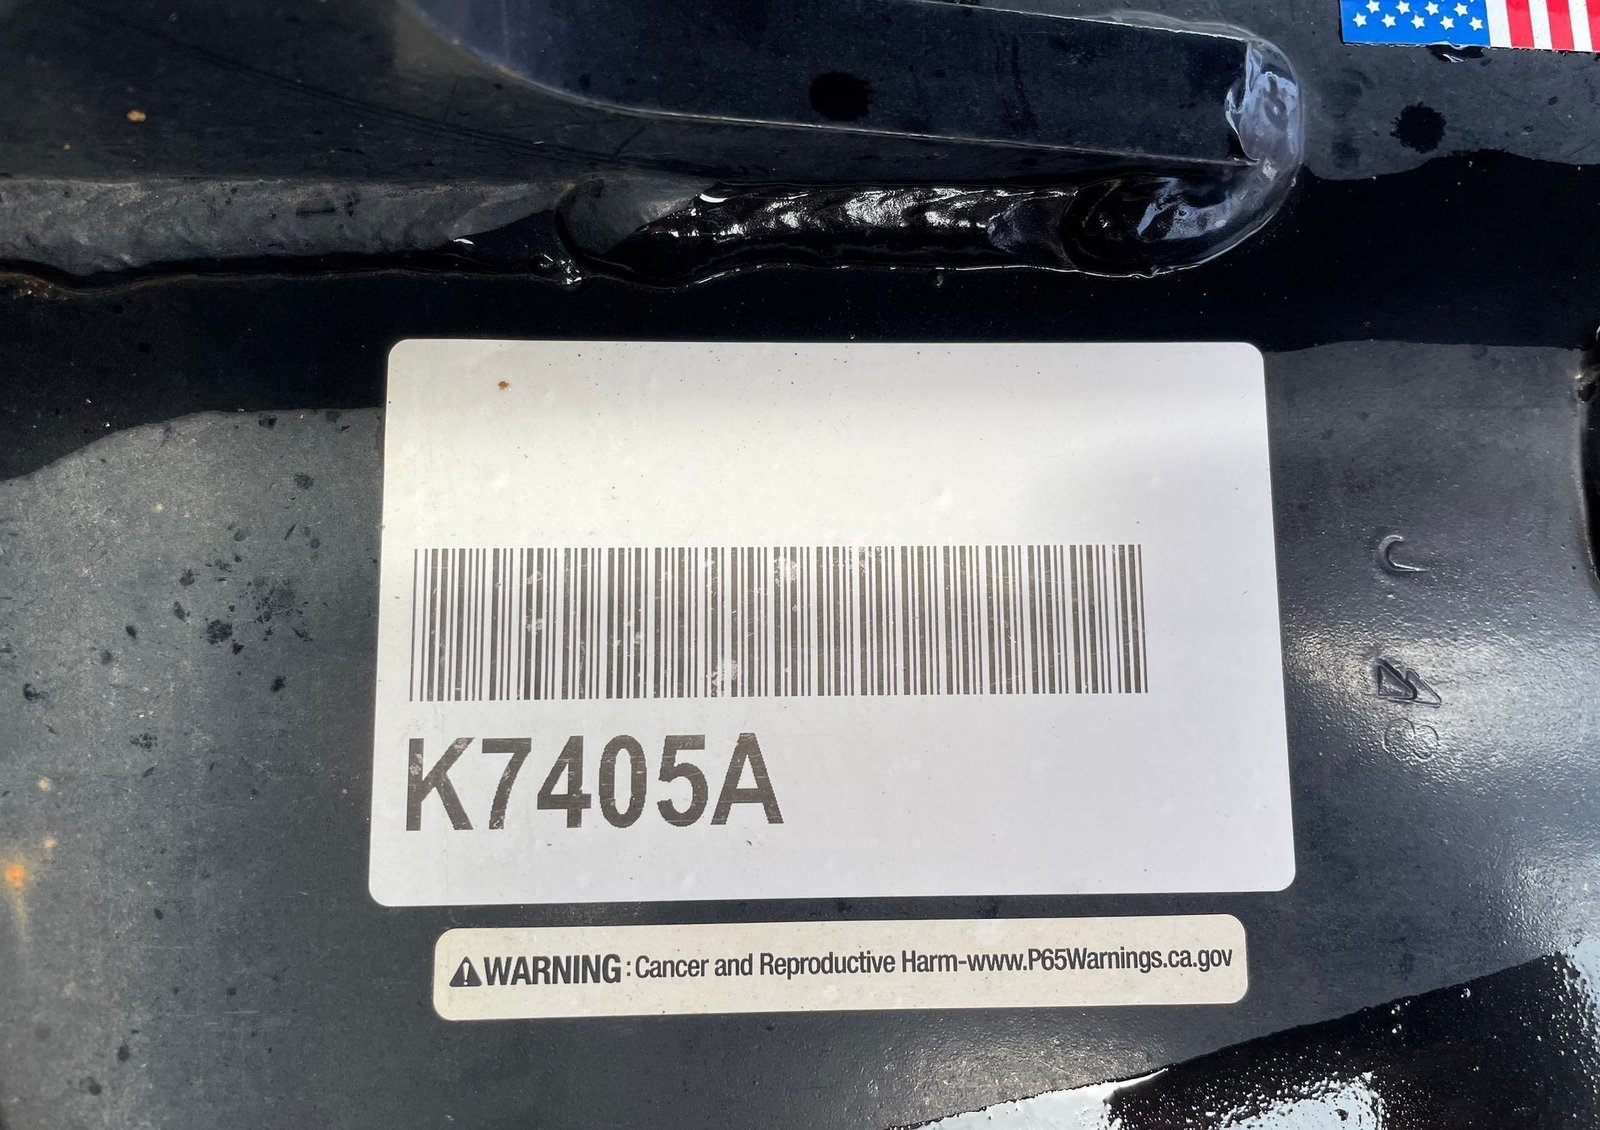 K7405A
WARNING: Cancer and Reproductive Harm-www.P65Warnings.ca.gov